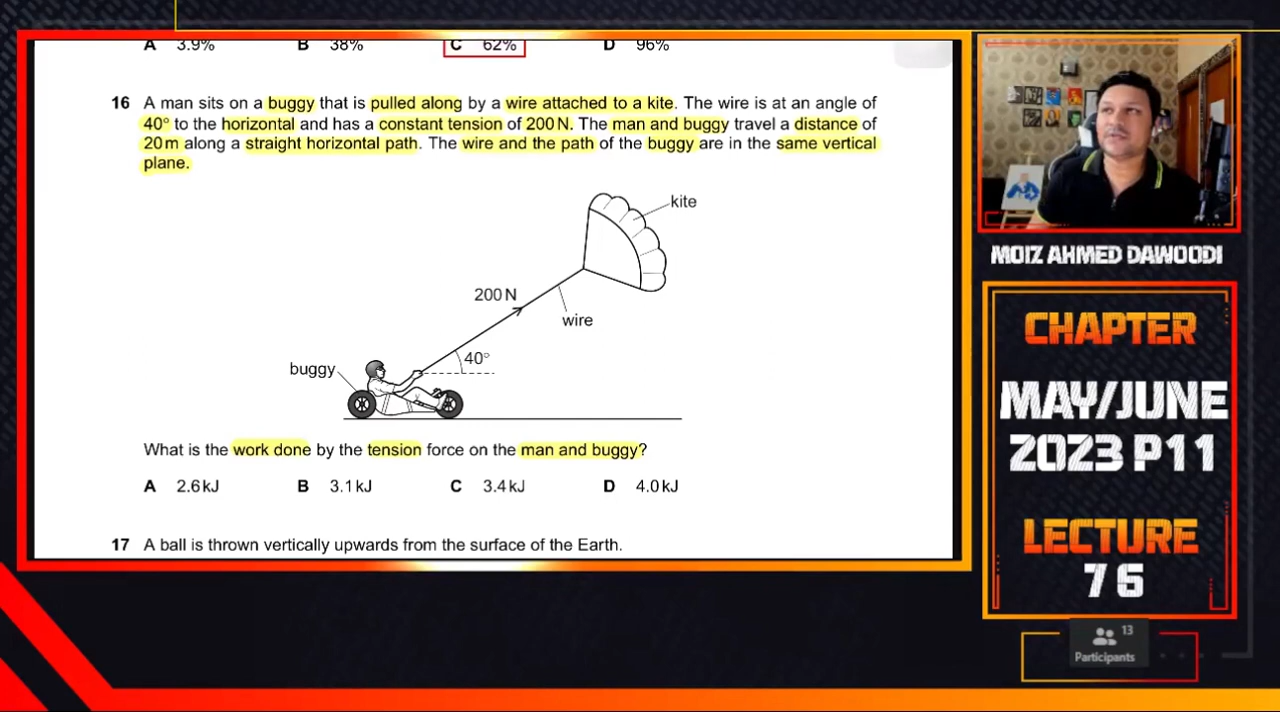 A 3.9% B 38% C 62% D 96%
16 A man sits on a buggy that is pulled along by a wire attached to a kite. The wire is at an angle of
40° to the horizontal and has a constant tension of 200 N. The man and buggy travel a distance of
20 m along a straight horizontal path. The wire and the path of the buggy are in the same vertical
plane.
kite
200 N
wire
40°
buggy
What is the work done by the tension force on the man and buggy?
A 2.6 kJ B 3.1 kJ C 3.4 kJ D 4.0 kJ
17 A ball is thrown vertically upwards from the surface of the Earth.
MOIZ AHMED DAWOODI
CHAPTER
MAY/JUNE
2023 P11
LECTURE
76
13
Participants